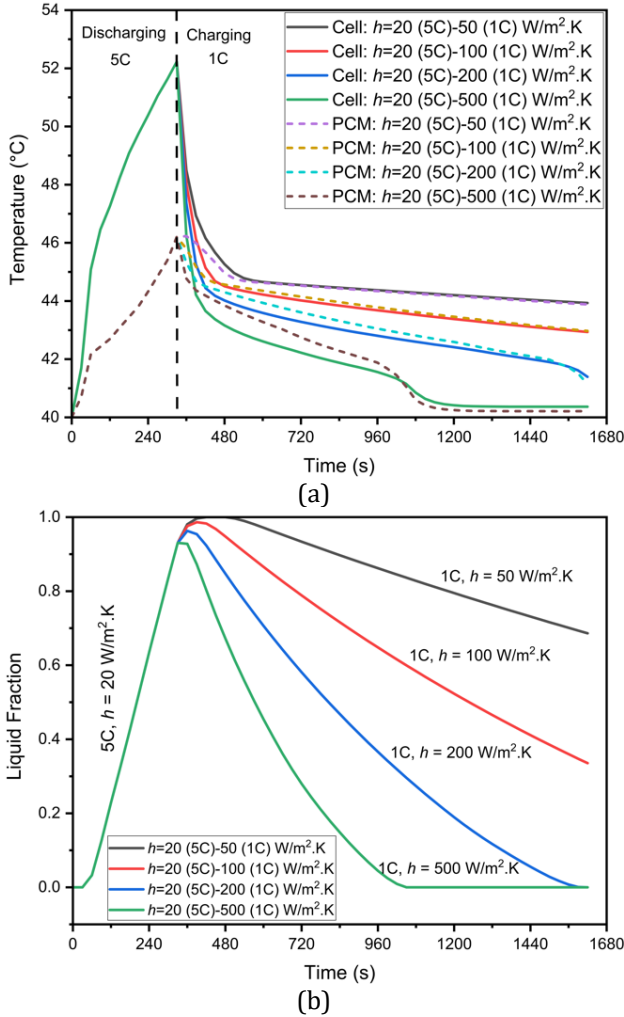 Discharging
5C
Charging
1C
Cell: h=20 (5C)-50 (1C) W/m².K
Cell: h=20 (5C)-100 (1C) W/m².K
Cell: h=20 (5C)-200 (1C) W/m².K
Cell: h=20 (5C)-500 (1C) W/m².K
PCM: h=20 (5C)-50 (1C) W/m².K
PCM: h=20 (5C)-100 (1C) W/m².K
PCM: h=20 (5C)-200 (1C) W/m².K
PCM: h=20 (5C)-500 (1C) W/m².K
Temperature (°C)
54
52
50
48
46
44
42
40
0 240 480 720 960 1200 1440 1680
Time (s)
(a)
Liquid Fraction
1.0
0.8
0.6
0.4
0.2
0.0
5C, h = 20 W/m².K
1C, h = 50 W/m².K
1C, h = 100 W/m².K
1C, h = 200 W/m².K
1C, h = 500 W/m².K
h=20 (5C)-50 (1C) W/m².K
h=20 (5C)-100 (1C) W/m².K
h=20 (5C)-200 (1C) W/m².K
h=20 (5C)-500 (1C) W/m².K
0 240 480 720 960 1200 1440 1680
Time (s)
(b)